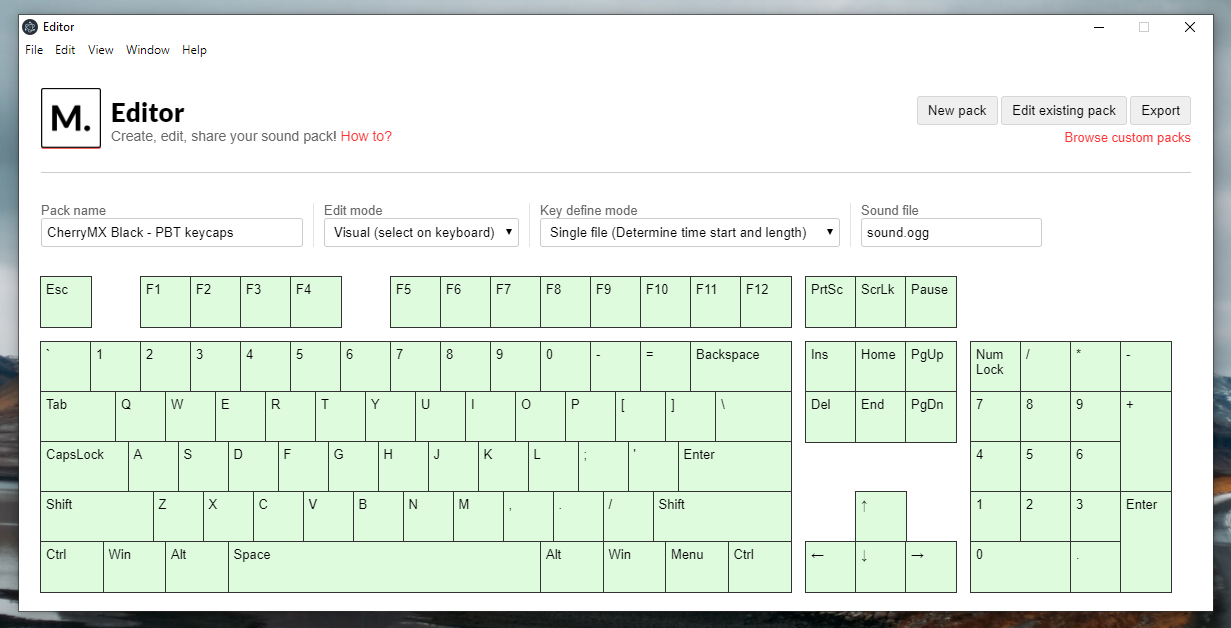 Editor
File Edit View Window Help
M.
Editor
Create, edit, share your sound pack! How to?
New pack Edit existing pack Export
Browse custom packs
Pack name Edit mode Key define mode Sound file
CherryMX Black - PBT keycaps Visual (select on keyboard) Single file (Determine time start and length) sound.ogg
Esc F1 F2 F3 F4 F5 F6 F7 F8 F9 F10 F11 F12 PrtSc ScrLk Pause
` 1 2 3 4 5 6 7 8 9 0 - = Backspace Ins Home PgUp Num Lock / * -
Tab Q W E R T Y U I O P [ ] \ Del End PgDn 7 8 9 +
CapsLock A S D F G H J K L ; ' Enter 4 5 6
Shift Z X C V B N M , . / Shift ↑ 1 2 3 Enter
Ctrl Win Alt Space Alt Win Menu Ctrl ← ↓ → 0 .